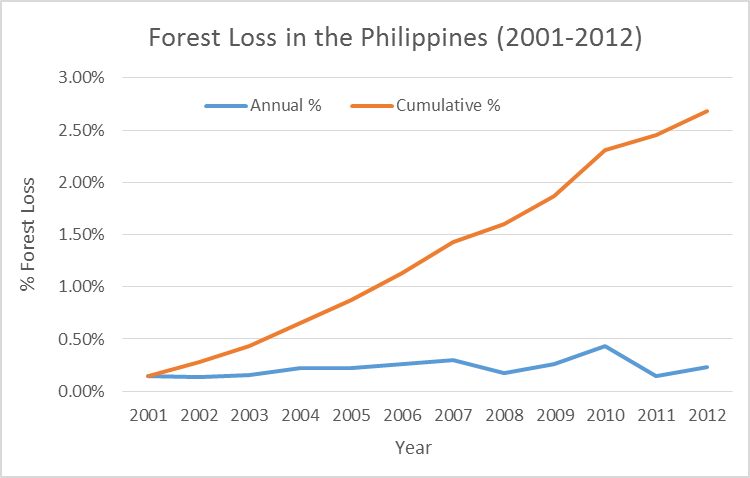 Forest Loss in the Philippines (2001-2012)
3.00%
Annual %
Cumulative %
2.50%
2.00%
1.50%
1.00%
0.50%
0.00%
% Forest Loss
2001 2002 2003 2004 2005 2006 2007 2008 2009 2010 2011 2012
Year